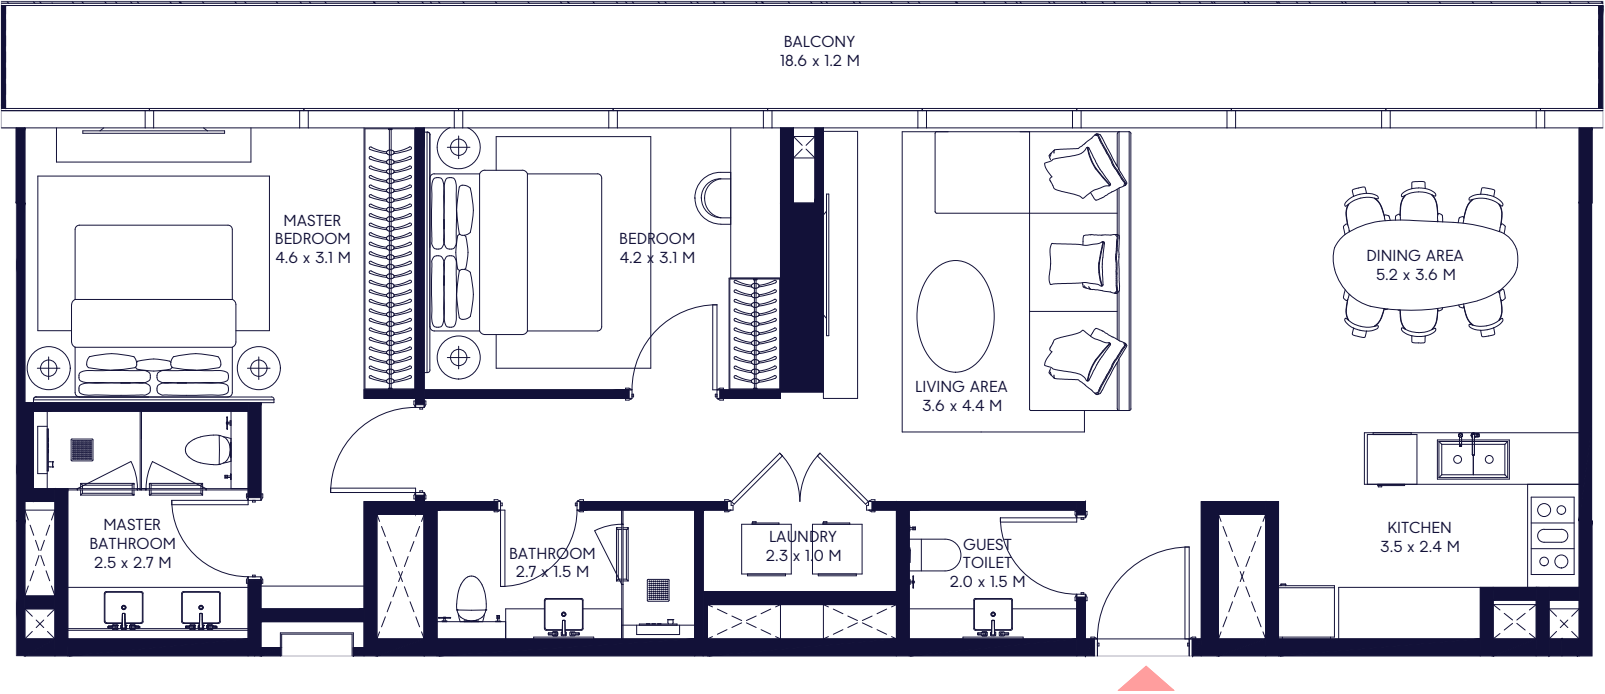 BALCONY
18.6 x 1.2 M
MASTER
BEDROOM
4.6 x 3.1 M
BEDROOM
4.2 x 3.1 M
DINING AREA
5.2 x 3.6 M
LIVING AREA
3.6 x 4.4 M
MASTER
BATHROOM
2.5 x 2.7 M
BATHROOM
2.7 x 1.5 M
LAUNDRY
2.3 x 1.0 M
GUEST
TOILET
2.0 x 1.5 M
KITCHEN
3.5 x 2.4 M